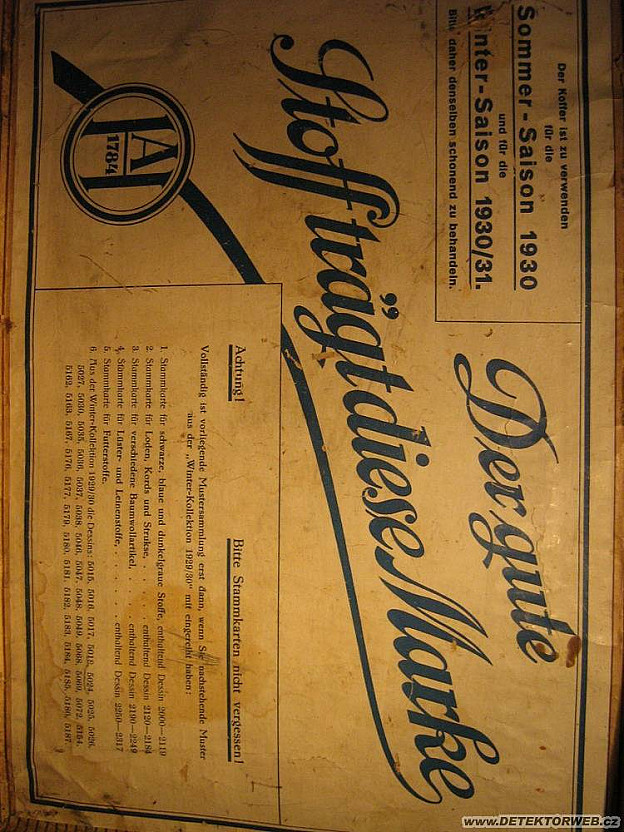 Der Koffer ist zu verwenden
für die
Sommer-Saison 1930
und für die
Winter-Saison 1930/31.
Bitte daher denselben schonend zu behandeln.
Der gute
Stoff trägt diese Marke
A
1784
Achtung! Bitte Stammkarten nicht vergessen!
Vollständig ist vorliegende Mustersammlung erst dann, wenn Sie nachstehende Muster
aus der „Winter-Kollektion 1929/30" mit eingereiht haben:
1. Stammkarte für schwarze, blaue und dunkelgraue Stoffe, enthaltend Dessin 2000—2119
2. Stammkarte für Loden, Kords und Strukse, . . . . enthaltend Dessin 2120—2184
3. Stammkarte für verschiedene Baumwollartikel, . . . . enthaltend Dessin 2190—2249
4. Stammkarte für Lüster- und Leinenstoffe, . . . . . enthaltend Dessin 2250—2317
5. Stammkarte für Futterstoffe.
6. Aus der Winter-Kollektion 1929/30 die Dessins: 5015, 5016, 5017, 5018, 5024, 5025, 5026,
5027, 5030, 5035, 5036, 5037, 5038, 5046, 5047, 5048, 5049, 5068, 5069, 5072, 5154,
5162, 5163, 5167, 5176, 5177, 5179, 5180, 5181, 5182, 5183, 5184, 5185, 5186, 5187
www.DETEKTORWEB.cz